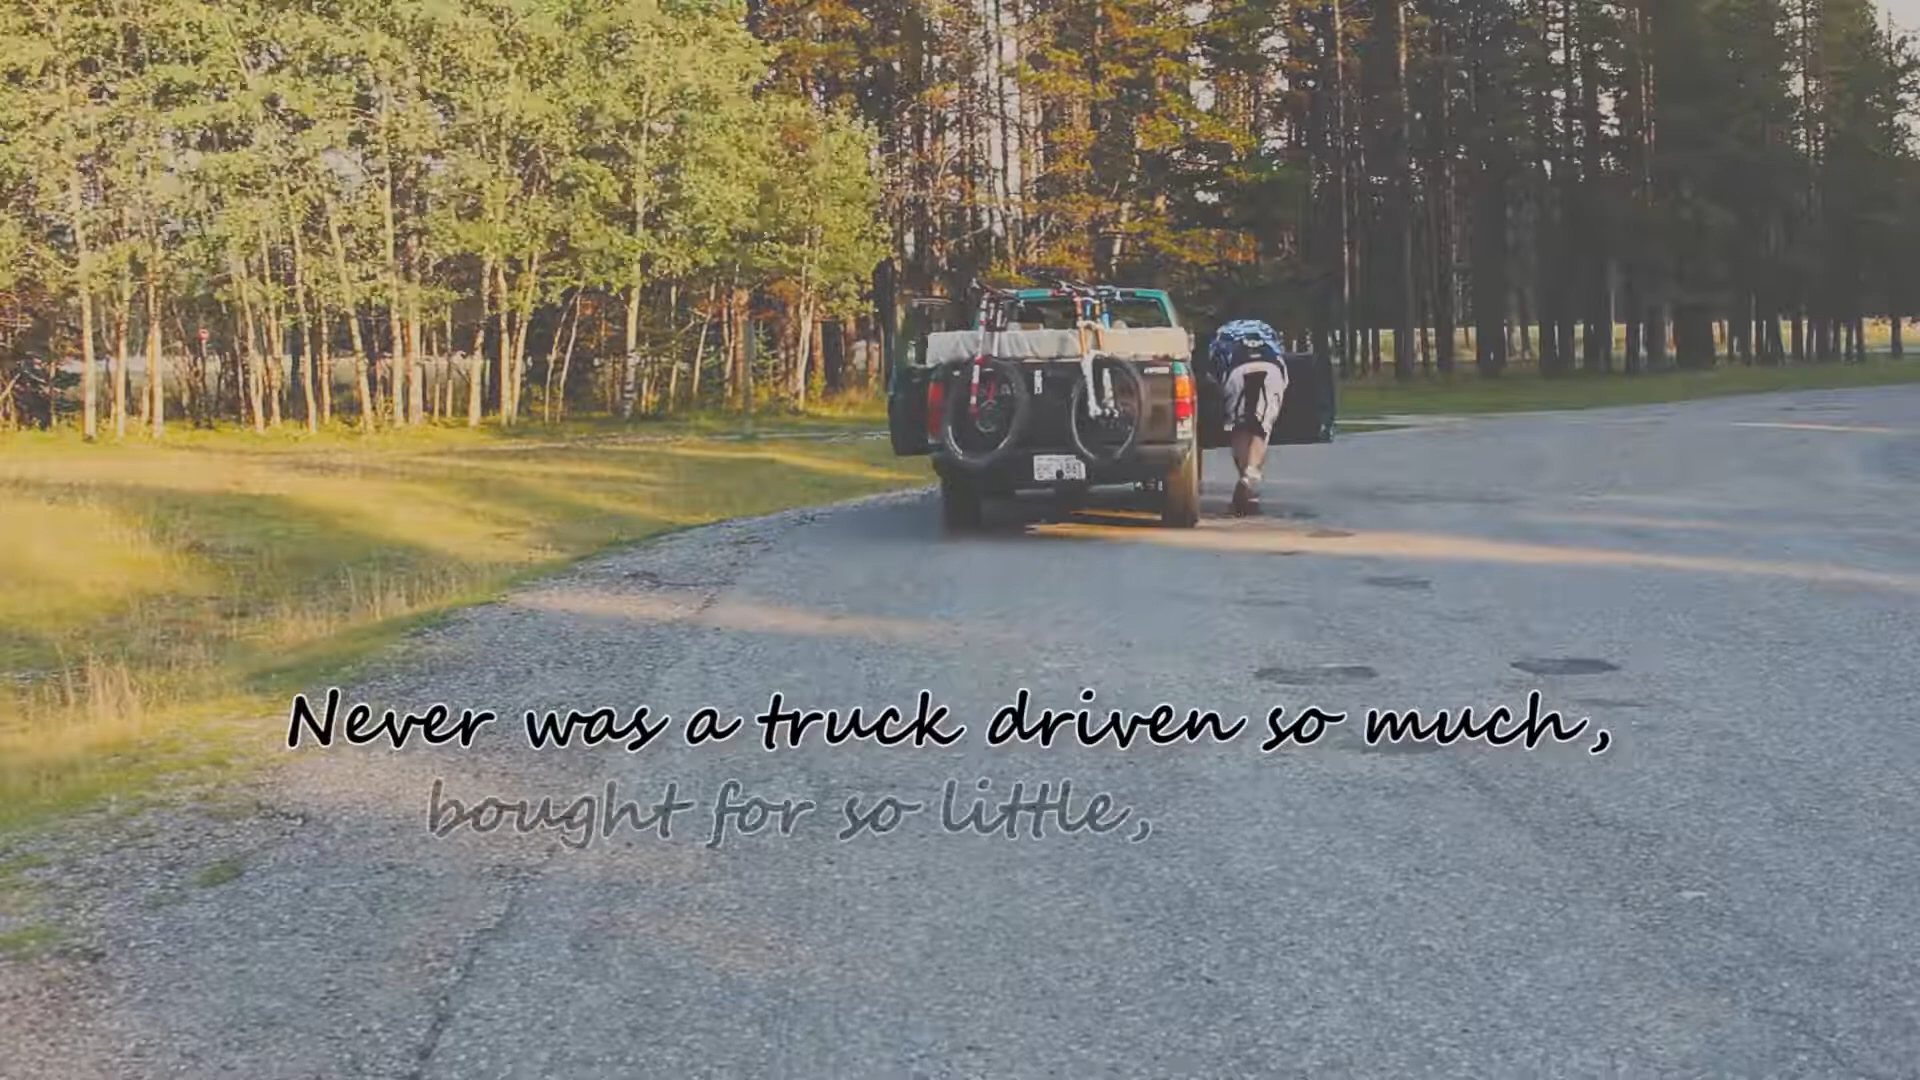 Never was a truck driven so much,
bought for so little,